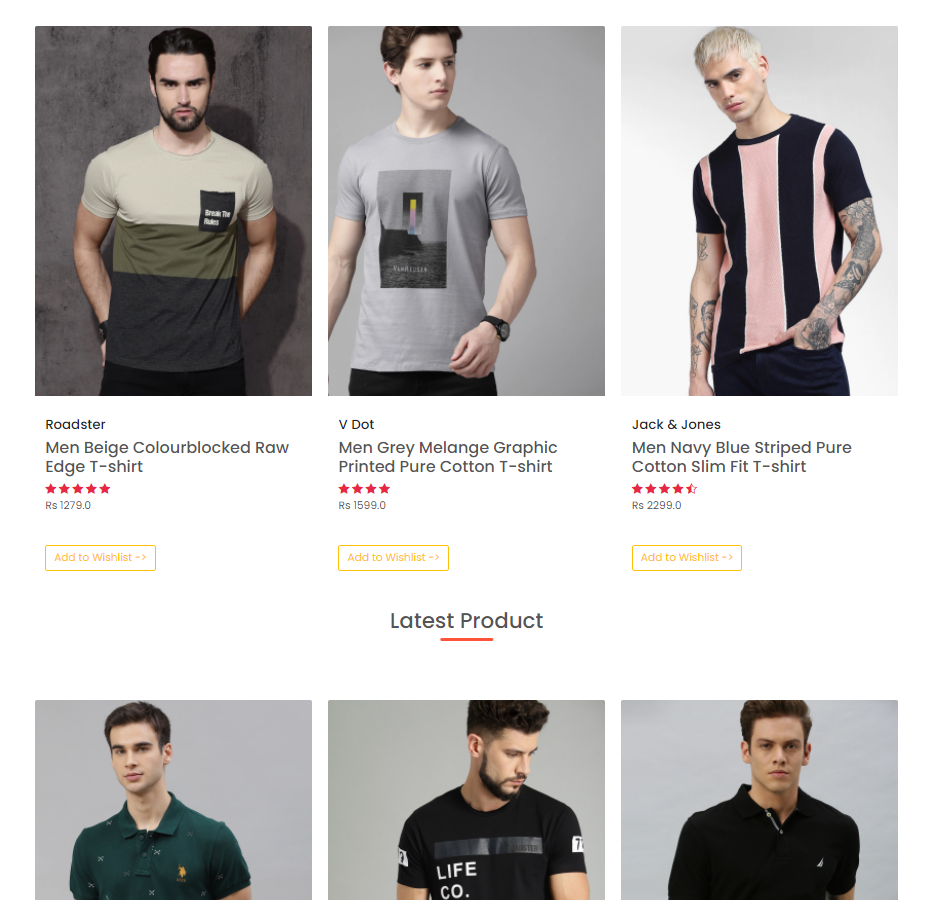 Break The
Rules
VanHeusen
Roadster
Men Beige Colourblocked Raw
Edge T-shirt
Rs 1279.0
Add to Wishlist ->
V Dot
Men Grey Melange Graphic
Printed Pure Cotton T-shirt
Rs 1599.0
Add to Wishlist ->
Jack & Jones
Men Navy Blue Striped Pure
Cotton Slim Fit T-shirt
Rs 2299.0
Add to Wishlist ->
Latest Product
LIFE
CO.